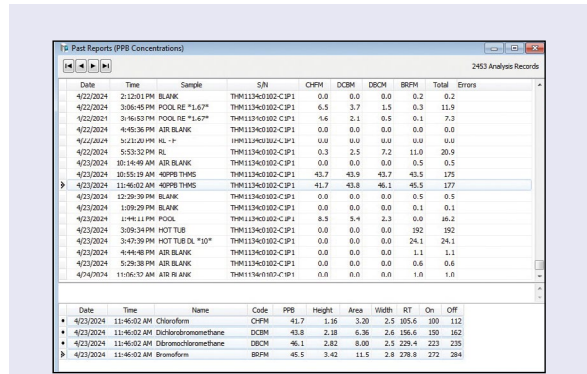 Past Reports (PPB Concentrations)
2453 Analysis Records
Date Time Sample S/N CHFM DCBM DBCM BRFM Total Errors
4/22/2024 2:12:01 PM BLANK THM1134c0102-C1P1 0.0 0.0 0.0 0.2 0.2
4/22/2024 3:06:45 PM POOL RE *1.67* THM1134c0102-C1P1 6.5 3.7 1.5 0.3 11.9
4/22/2024 3:46:53 PM POOL RE *1.67* THM1134c0102-C1P1 4.6 2.1 0.5 0.1 7.3
4/22/2024 4:45:36 PM AIR BLANK THM1134c0102-C1P1 0.0 0.0 0.0 0.0 0.0
4/22/2024 5:21:20 PM RL - F THM1134c0102-C1P1 0.0 0.0 0.0 0.0 0.0
4/22/2024 5:53:32 PM RL THM1134c0102-C1P1 0.3 2.5 7.2 11.0 20.9
4/23/2024 10:14:49 AM AIR BLANK THM1134c0102-C1P1 0.0 0.0 0.0 0.5 0.5
4/23/2024 10:55:19 AM 40PPB THMS THM1134c0102-C1P1 43.7 43.9 43.7 43.5 175
4/23/2024 11:46:02 AM 40PPB THMS THM1134c0102-C1P1 41.7 43.8 46.1 45.5 177
4/23/2024 12:29:39 PM BLANK THM1134c0102-C1P1 0.0 0.0 0.0 0.5 0.5
4/23/2024 1:09:29 PM BLANK THM1134c0102-C1P1 0.0 0.0 0.0 0.1 0.1
4/23/2024 1:44:11 PM POOL THM1134c0102-C1P1 8.5 5.4 2.3 0.0 16.2
4/23/2024 3:09:34 PM HOT TUB THM1134c0102-C1P1 0.0 0.0 0.0 192 192
4/23/2024 3:47:39 PM HOT TUB DL *10* THM1134c0102-C1P1 0.0 0.0 0.0 24.1 24.1
4/23/2024 4:44:48 PM AIR BLANK THM1134c0102-C1P1 0.0 0.0 0.0 1.1 1.1
4/23/2024 5:29:38 PM AIR BLANK THM1134c0102-C1P1 0.0 0.0 0.0 0.6 0.6
4/24/2024 11:06:32 AM AIR BLANK THM1134c0102-C1P1 0.0 0.0 0.0 1.0 1.0
Date Time Name Code PPB Height Area Width RT On Off
4/23/2024 11:46:02 AM Chloroform CHFM 41.7 1.16 3.20 2.5 105.6 100 112
4/23/2024 11:46:02 AM Dichlorobromomethane DCBM 43.8 2.18 6.36 2.6 156.6 150 162
4/23/2024 11:46:02 AM Dibromochloromethane DBCM 46.1 2.82 8.00 2.5 229.4 223 235
4/23/2024 11:46:02 AM Bromoform BRFM 45.5 3.42 11.5 2.8 278.8 272 284